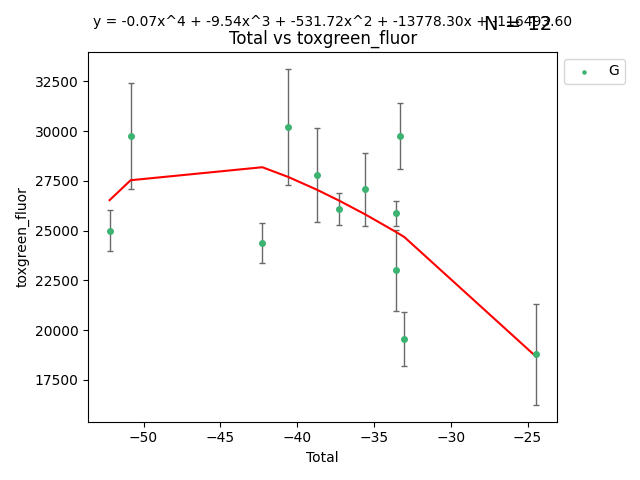 y = -0.07x^4 + -9.54x^3 + -531.72x^2 + -13778.30x +
N = 12
Total vs toxgreen_fluor
G
32500
30000
27500
25000
22500
20000
17500
toxgreen_fluor
−50
−45
−40
−35
−30
−25
Total